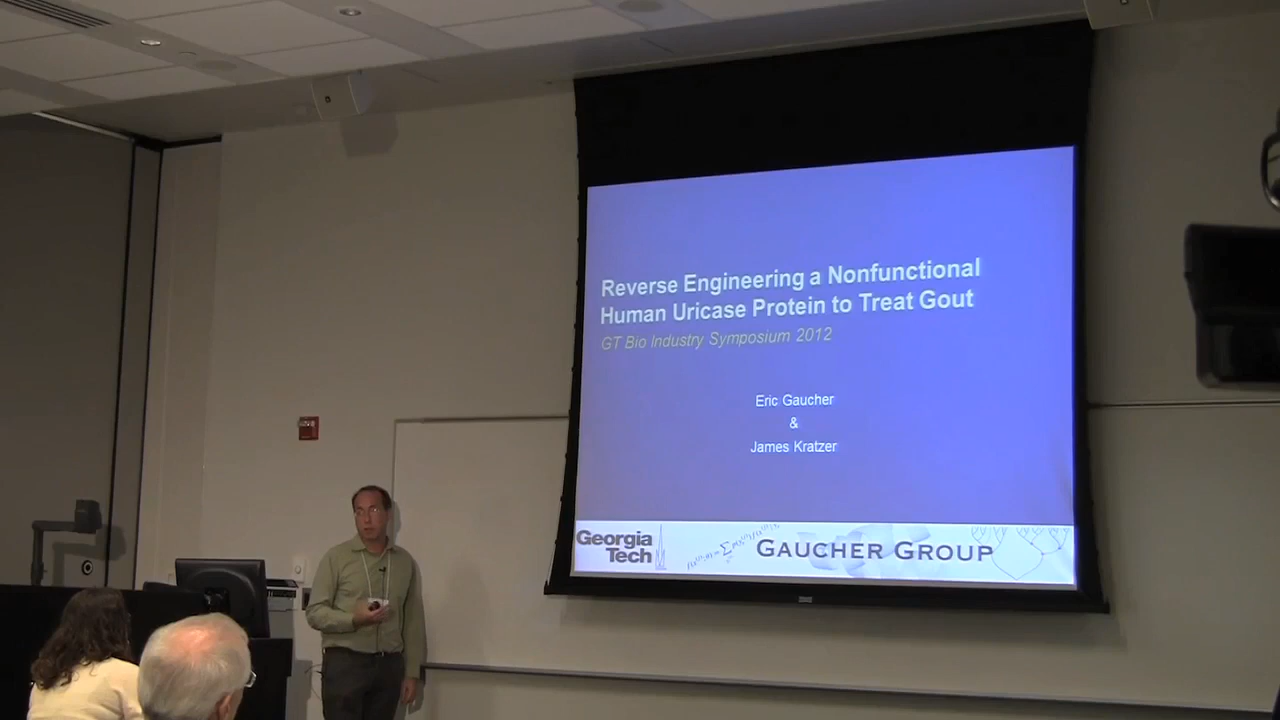 Reverse Engineering a Nonfunctional
Human Uricase Protein to Treat Gout
GT Bio Industry Symposium 2012
Eric Gaucher
&
James Kratzer
Georgia
Tech
GAUCHER GROUP